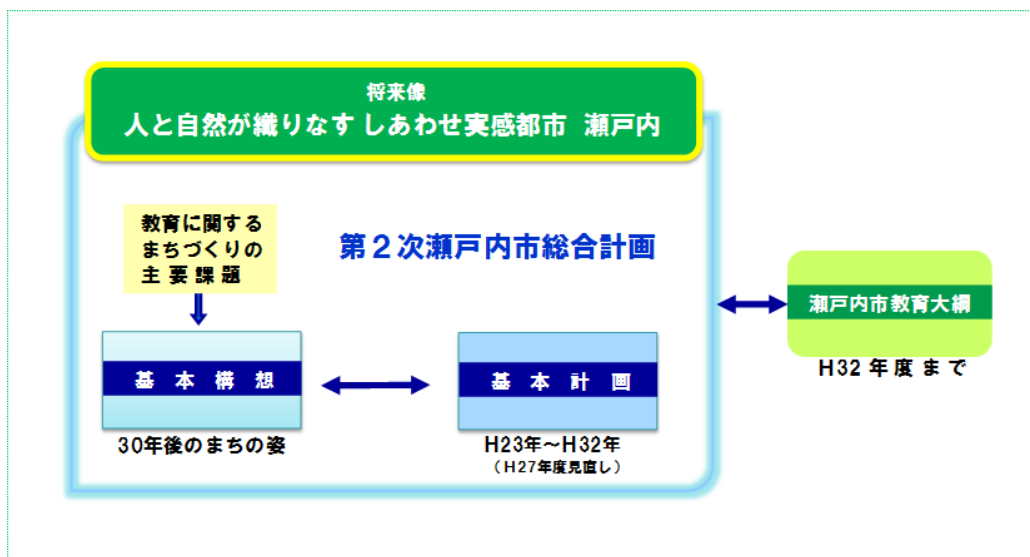 将来像
人と自然が織りなす しあわせ実感都市 瀬戸内
教育に関する
まちづくりの
主要課題
第２次瀬戸内市総合計画
基本構想
30年後のまちの姿
基本計画
H23年～H32年
（H27年度見直し）
瀬戸内市教育大綱
H32年度まで